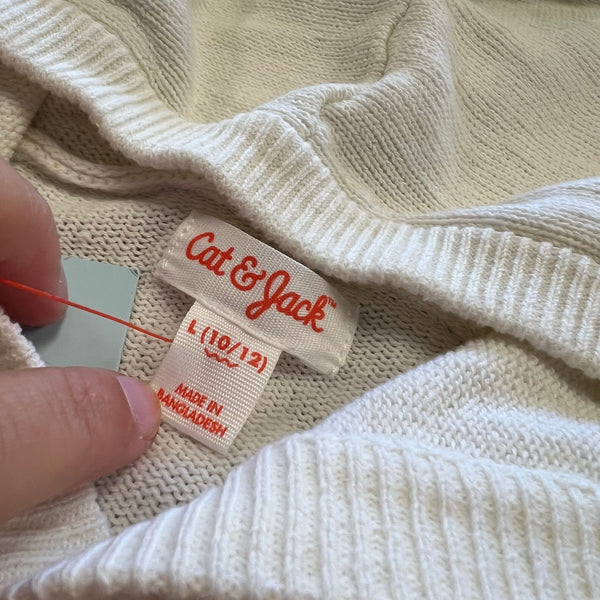 Cat & Jack™
L (10/12)
MADE IN
BANGLADESH